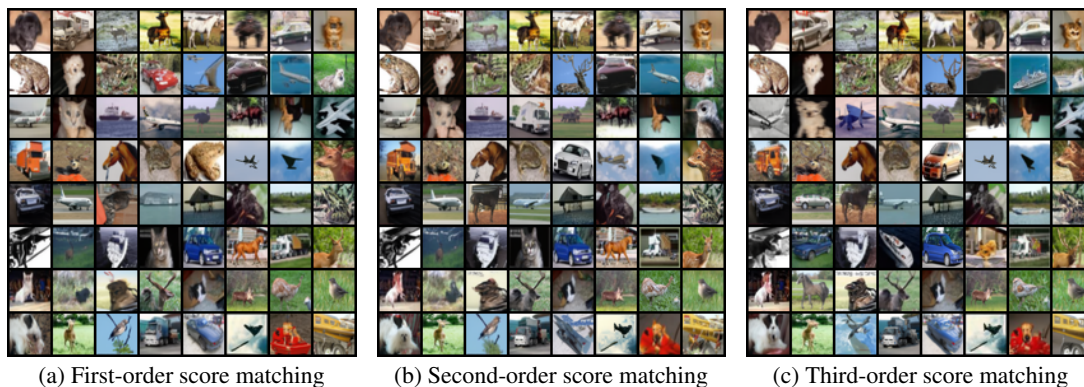 (a) First-order score matching
(b) Second-order score matching
(c) Third-order score matching